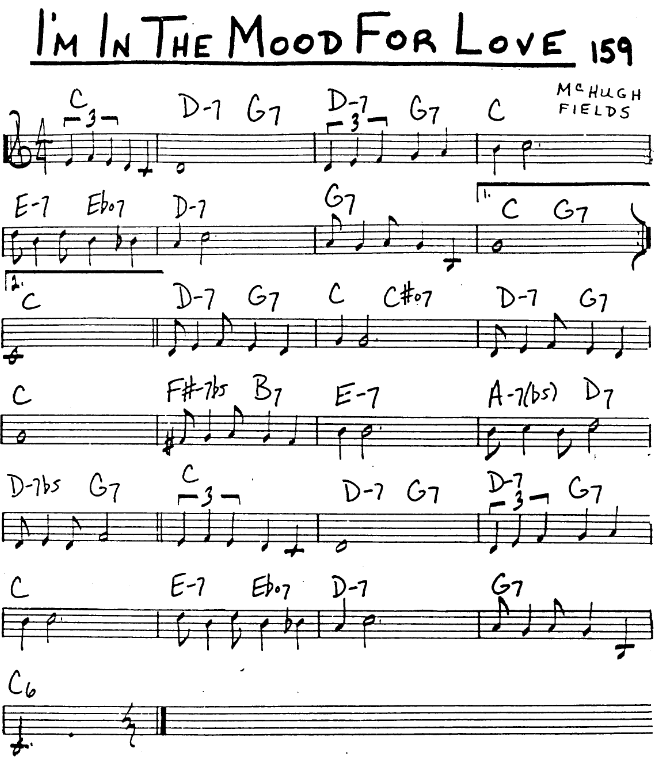 I'M IN THE MOOD FOR LOVE 159
McHUGH
FIELDS
C D-7 G7 D-7 G7 C
3 3
E-7 Eb°7 D-7 G7 1. C G7
2. C D-7 G7 C C#°7 D-7 G7
C F#-7b5 B7 E-7 A-7(b5) D7
D-7b5 G7 C D-7 G7 D-7 G7
3 3
C E-7 Eb°7 D-7 G7
C6